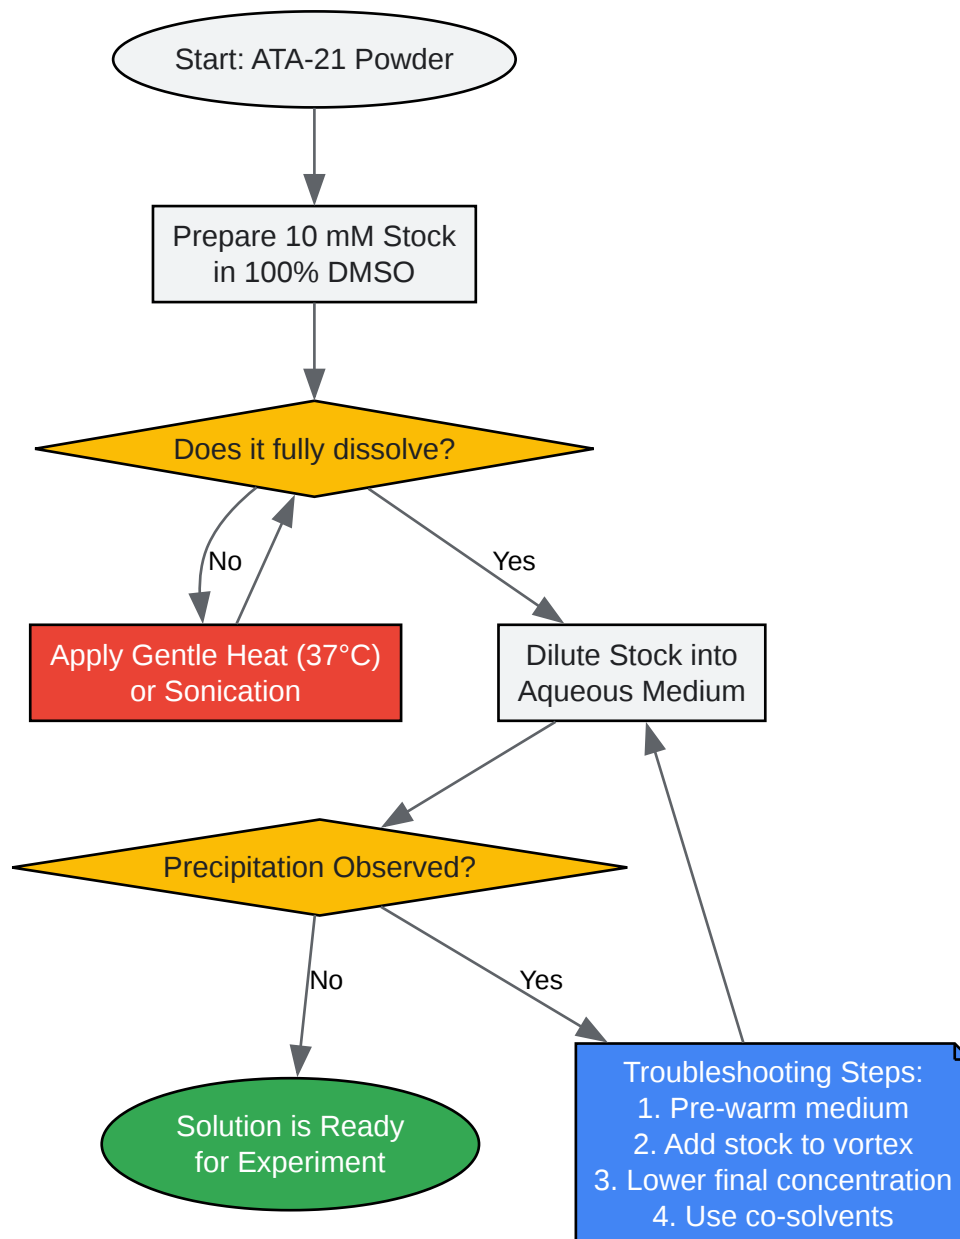 Start: ATA-21 Powder
Prepare 10 mM Stock
in 100% DMSO
Does it fully dissolve?
No
Yes
Apply Gentle Heat (37°C)
or Sonication
Dilute Stock into
Aqueous Medium
Precipitation Observed?
No
Yes
Solution is Ready
for Experiment
Troubleshooting Steps:
1. Pre-warm medium
2. Add stock to vortex
3. Lower final concentration
4. Use co-solvents